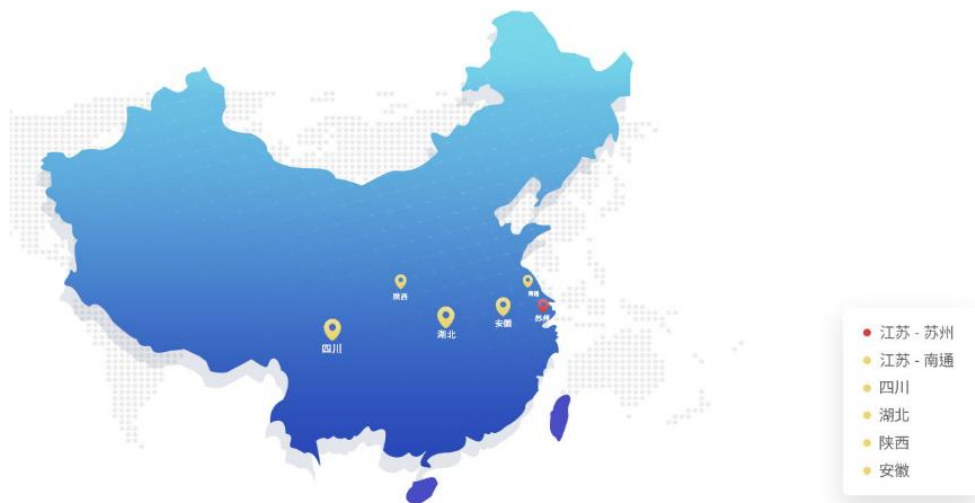 陕西
南通
安徽
苏州
湖北
四川
江苏 - 苏州
江苏 - 南通
四川
湖北
陕西
安徽